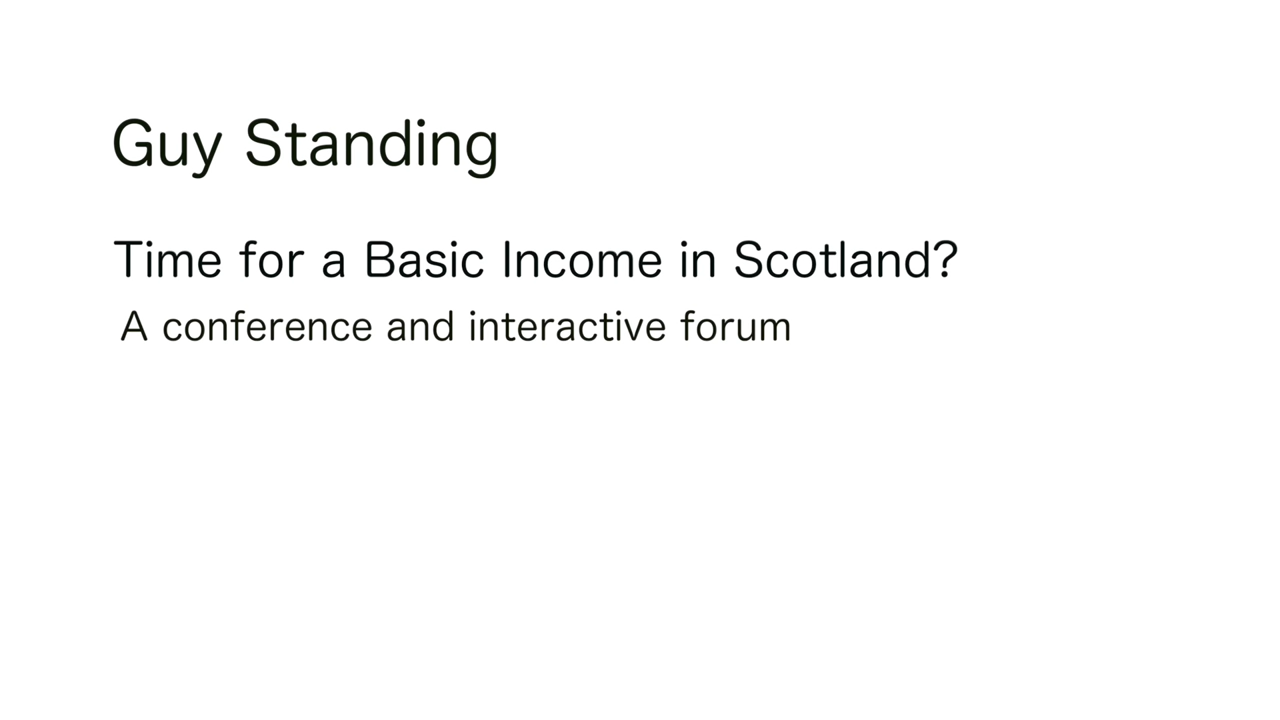 Guy Standing
Time for a Basic Income in Scotland?
A conference and interactive forum